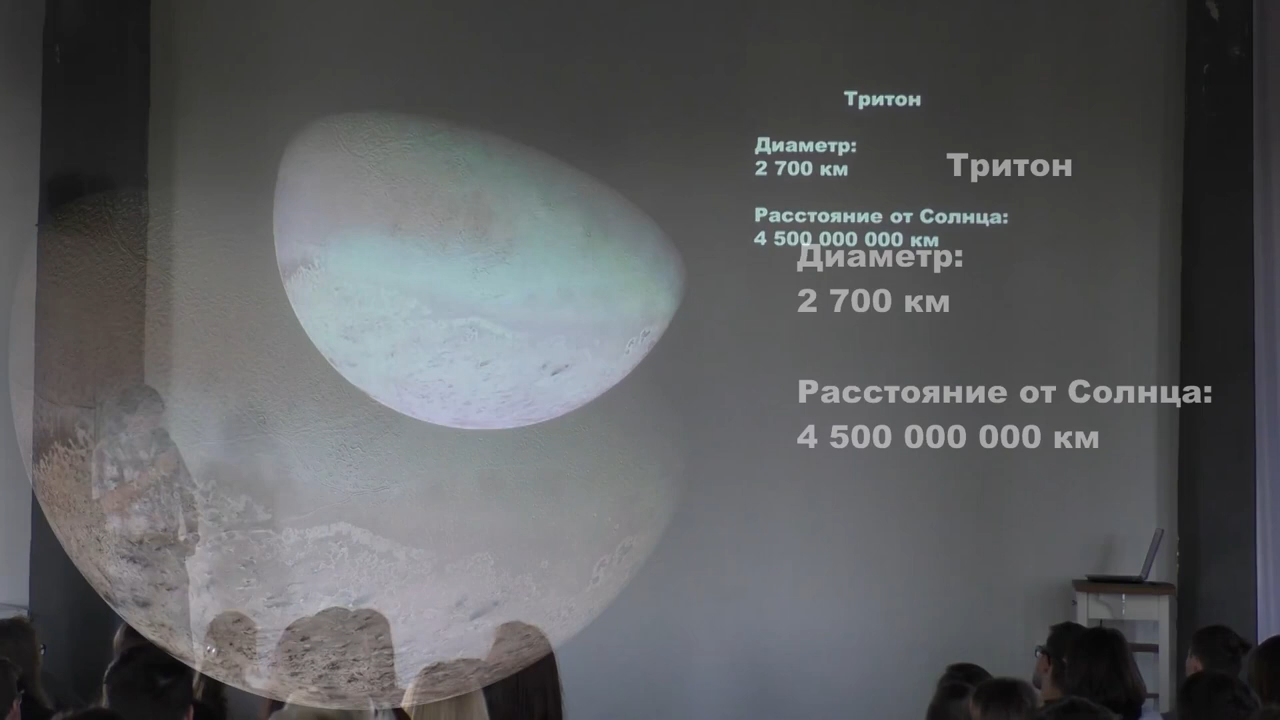 Тритон
Диаметр:
2 700 км
Расстояние от Солнца:
4 500 000 000 км
Тритон
Диаметр:
2 700 км
Расстояние от Солнца:
4 500 000 000 км